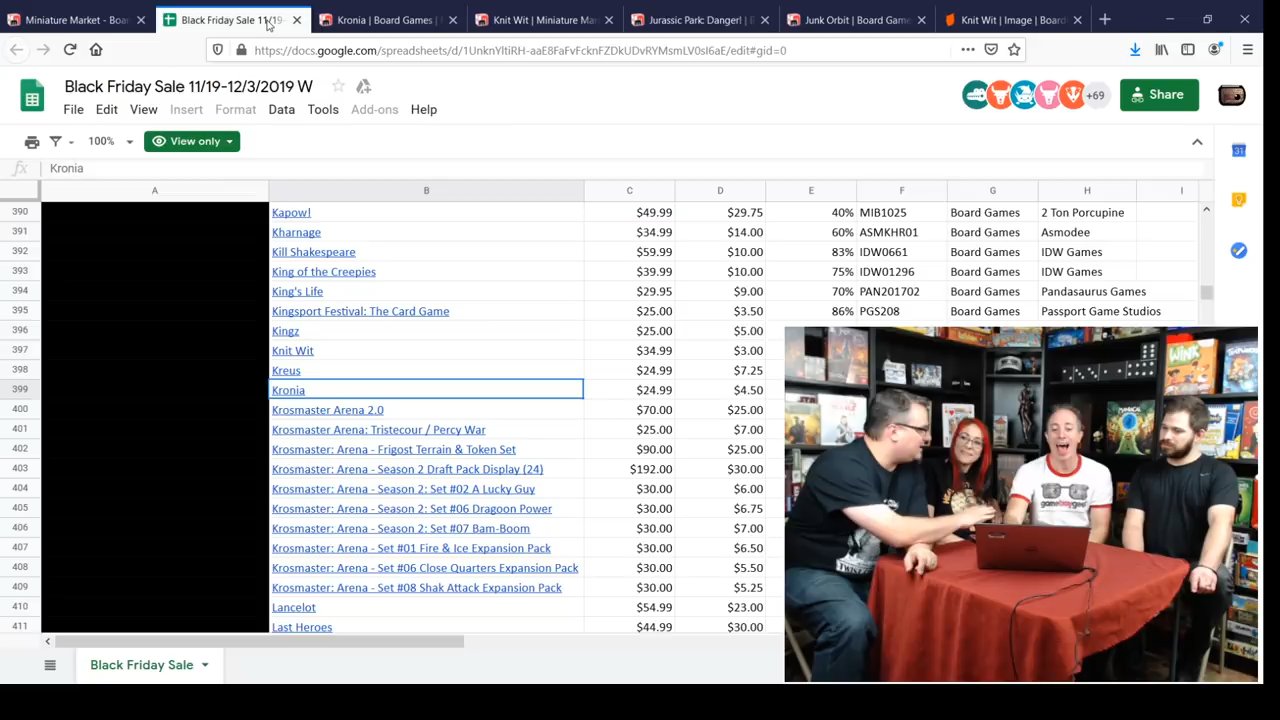 Miniature Market - Boa
Black Friday Sale 11/19-
Kronia | Board Games |
Knit Wit | Miniature Mar
Jurassic Park Danger! | R
Junk Orbit | Board Game
Knit Wit | Image | Board
https://docs.google.com/spreadsheets/d/1UnknYltiRH-aaE8FaFvFcknFZDkUDvRYMsmLV0sI6aE/edit#gid=0
Black Friday Sale 11/19-12/3/2019 W
+69
Share
File Edit View Insert Format Data Tools Add-ons Help
100% View only
fx Kronia
A B C D E F G H I
390 Kapow! $49.99 $29.75 40% MIB1025 Board Games 2 Ton Porcupine
391 Kharnage $34.99 $14.00 60% ASMKHR01 Board Games Asmodee
392 Kill Shakespeare $59.99 $10.00 83% IDW0661 Board Games IDW Games
393 King of the Creepies $39.99 $10.00 75% IDW01296 Board Games IDW Games
394 King's Life $29.95 $9.00 70% PAN201702 Board Games Pandasaurus Games
395 Kingsport Festival: The Card Game $25.00 $3.50 86% PGS208 Board Games Passport Game Studios
396 Kingz $25.00 $5.00
397 Knit Wit $34.99 $3.00
398 Kreus $24.99 $7.25
399 Kronia $24.99 $4.50
400 Krosmaster Arena 2.0 $70.00 $25.00
401 Krosmaster Arena: Tristecour / Percy War $25.00 $7.00
402 Krosmaster: Arena - Frigost Terrain & Token Set $90.00 $25.00
403 Krosmaster: Arena - Season 2 Draft Pack Display (24) $192.00 $30.00
404 Krosmaster: Arena - Season 2: Set #02 A Lucky Guy $30.00 $6.00
405 Krosmaster: Arena - Season 2: Set #06 Dragoon Power $30.00 $6.75
406 Krosmaster: Arena - Season 2: Set #07 Bam-Boom $30.00 $7.00
407 Krosmaster: Arena - Set #01 Fire & Ice Expansion Pack $30.00 $6.50
408 Krosmaster: Arena - Set #06 Close Quarters Expansion Pack $30.00 $5.50
409 Krosmaster: Arena - Set #08 Shak Attack Expansion Pack $30.00 $5.25
410 Lancelot $54.99 $23.00
411 Last Heroes $44.99 $30.00
Black Friday Sale
31
WINK
gameboygeek